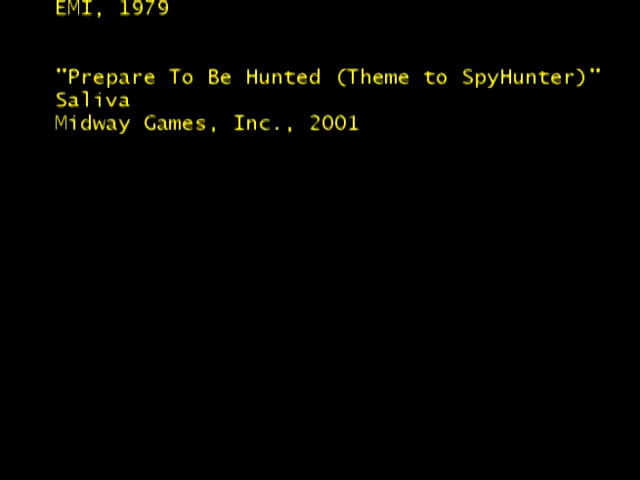 EMI, 1979
"Prepare To Be Hunted (Theme to SpyHunter)"
Saliva
Midway Games, Inc., 2001